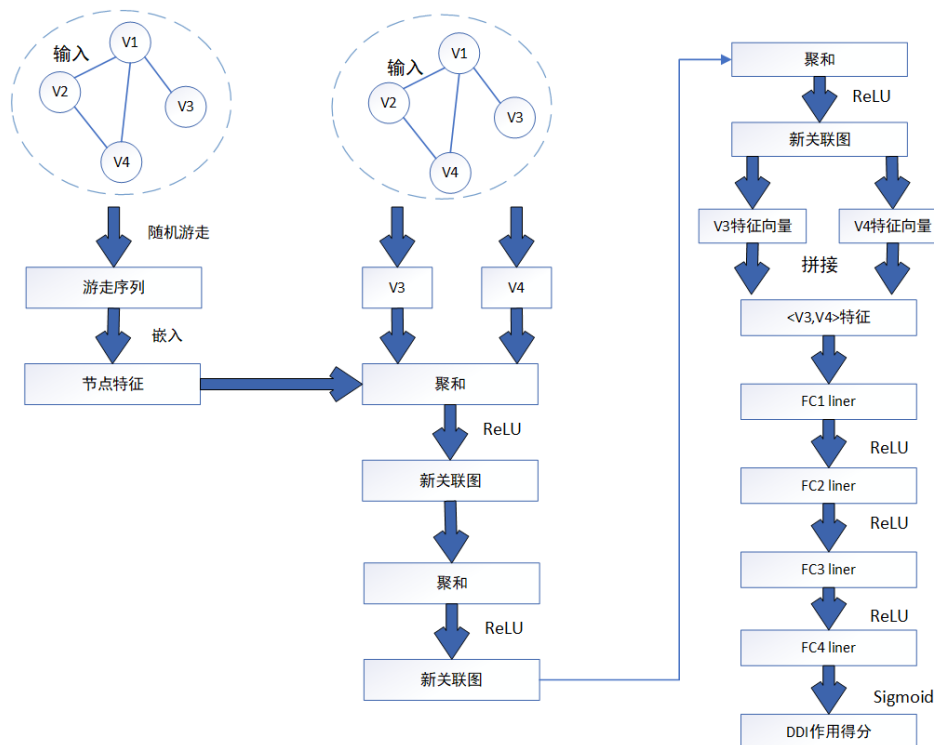 输入
V1
V2
V3
V4
随机游走
游走序列
嵌入
节点特征
输入
V1
V2
V3
V4
V3
V4
聚和
ReLU
新关联图
聚和
ReLU
新关联图
聚和
ReLU
新关联图
V3特征向量
V4特征向量
拼接
<V3,V4>特征
FC1 liner
ReLU
FC2 liner
ReLU
FC3 liner
ReLU
FC4 liner
Sigmoid
DDI作用得分